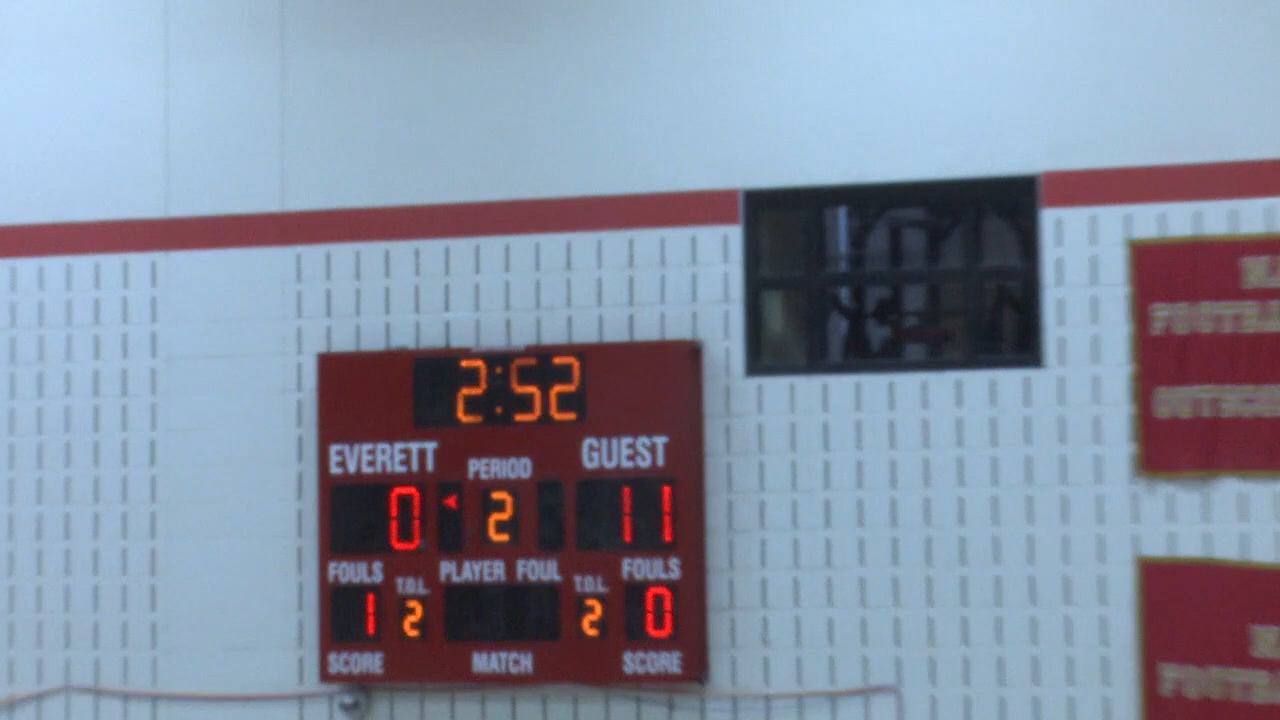 2:52
EVERETT PERIOD GUEST
0 2 11
FOULS T.O.L. PLAYER FOUL T.O.L. FOULS
1 2 2 0
SCORE MATCH SCORE